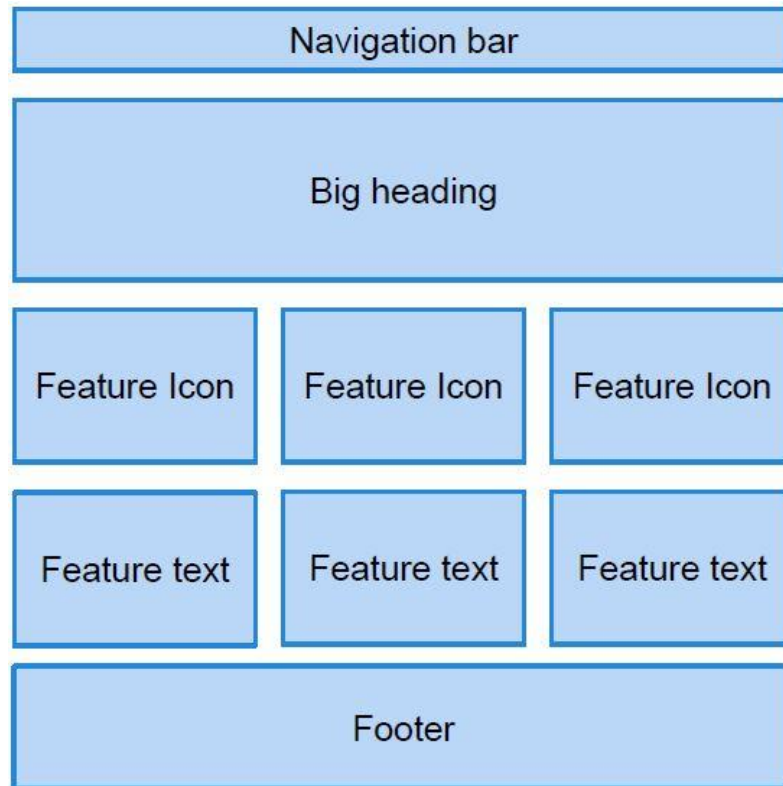 Navigation bar
Big heading
Feature Icon
Feature Icon
Feature Icon
Feature text
Feature text
Feature text
Footer